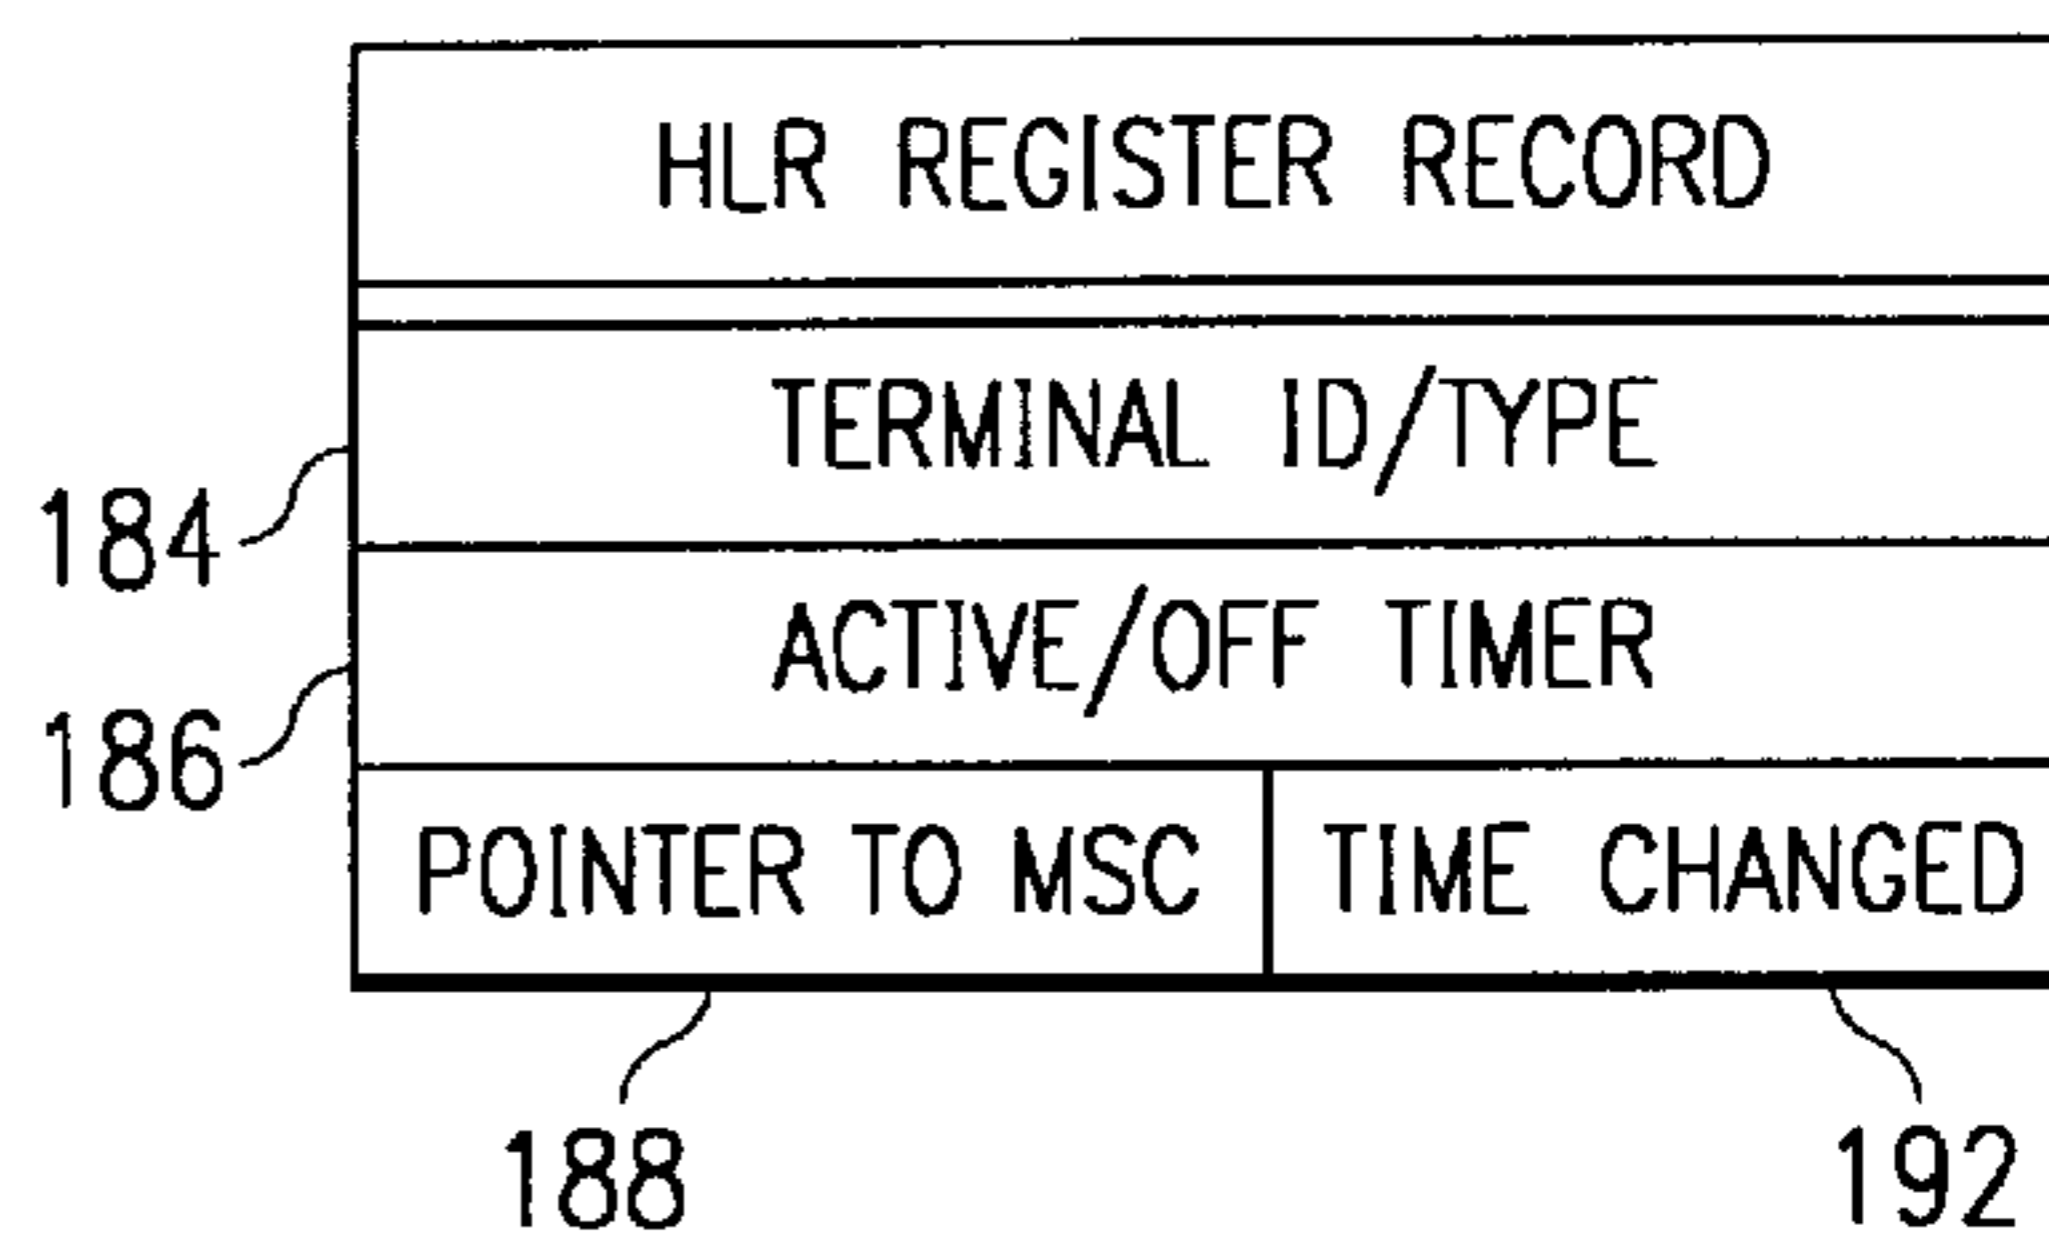 HLR REGISTER RECORD
TERMINAL ID/TYPE
184
ACTIVE/OFF TIMER
186
POINTER TO MSC
TIME CHANGED
188
192